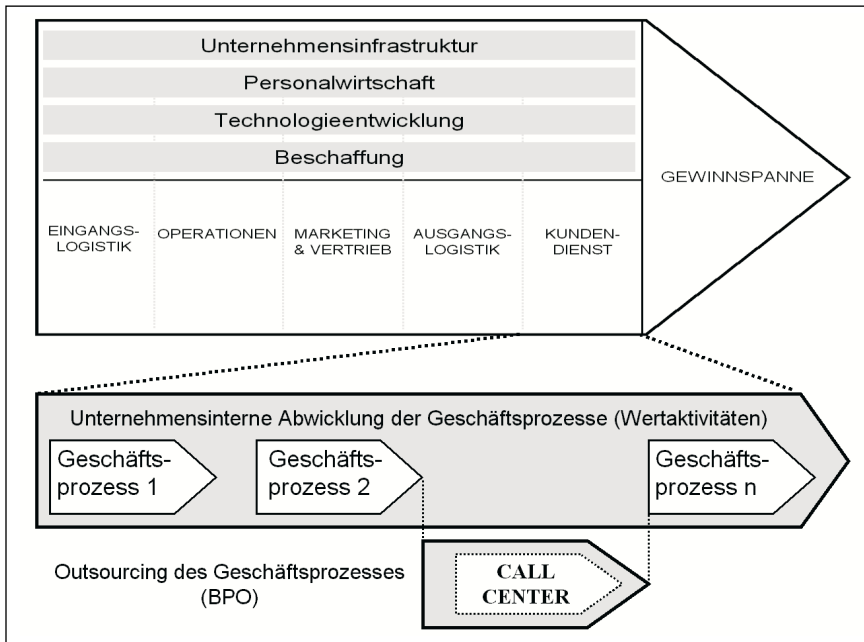 Unternehmensinfrastruktur
Personalwirtschaft
Technologieentwicklung
Beschaffung
GEWINNSPANNE
EINGANGS-
LOGISTIK
OPERATIONEN
MARKETING
& VERTRIEB
AUSGANGS-
LOGISTIK
KUNDEN-
DIENST
Unternehmensinterne Abwicklung der Geschäftsprozesse (Wertaktivitäten)
Geschäfts-
prozess 1
Geschäfts-
prozess 2
Geschäfts-
prozess n
Outsourcing des Geschäftsprozesses
(BPO)
CALL
CENTER